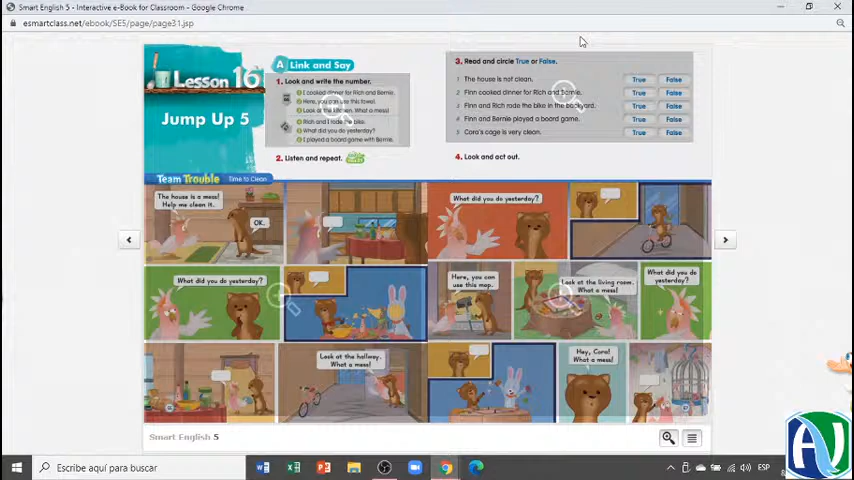 Smart English 5 - Interactive e-Book for Classroom - Google Chrome
esmartclass.net/ebook/SE5/page/page31.jsp
Lesson 16
Jump Up 5
A Link and Say
1. Look and write the number.
I cooked dinner for Rich and Bernie.
Here, you can use this towel.
Look at the kitchen. What a mess!
Rich and I rode the bike.
What did you do yesterday?
I played a board game with Bernie.
2. Listen and repeat.
3. Read and circle True or False.
1 The house is not clean. True False
2 Finn cooked dinner for Rich and Bernie. True False
3 Finn and Rich rode the bike in the backyard. True False
4 Finn and Bernie played a board game. True False
5 Cora's cage is very clean. True False
4. Look and act out.
Team Trouble Time to Clean
The house is a mess!
Help me clean it.
OK.
What did you do yesterday?
What did you do yesterday?
Here, you can
use this mop.
Look at the living room.
What a mess!
What did you do
yesterday?
Look at the hallway.
What a mess!
Hey, Cora!
What a mess!
Smart English 5
Escribe aquí para buscar
ESP
AJ